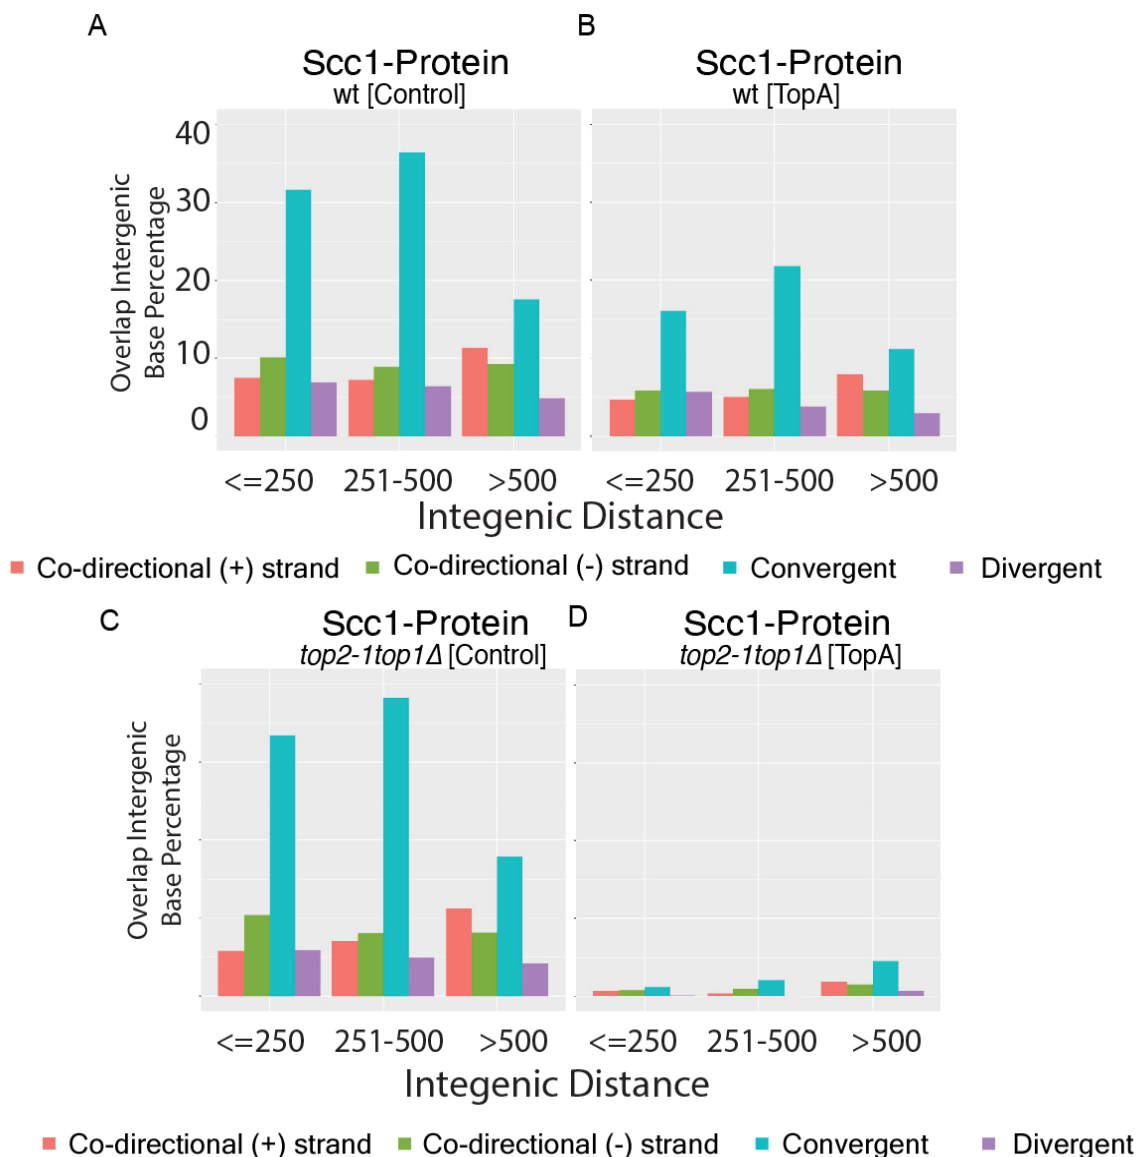 A
B
Scc1-Protein
wt [Control]
Scc1-Protein
wt [TopA]
Overlap Intergenic
Base Percentage
40
30
20
10
0
<=250 251-500 >500
<=250 251-500 >500
Integenic Distance
Co-directional (+) strand Co-directional (-) strand Convergent Divergent
C
D
Scc1-Protein
top2-1top1Δ [Control]
Scc1-Protein
top2-1top1Δ [TopA]
Overlap Intergenic
Base Percentage
<=250 251-500 >500
<=250 251-500 >500
Integenic Distance
Co-directional (+) strand Co-directional (-) strand Convergent Divergent